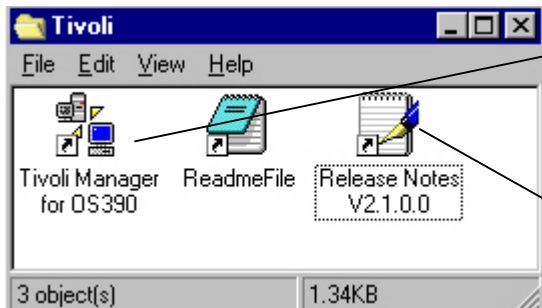 Tivoli
File Edit View Help
Tivoli Manager
for OS390
ReadmeFile
Release Notes
V2.1.0.0
3 object(s)
1.34KB